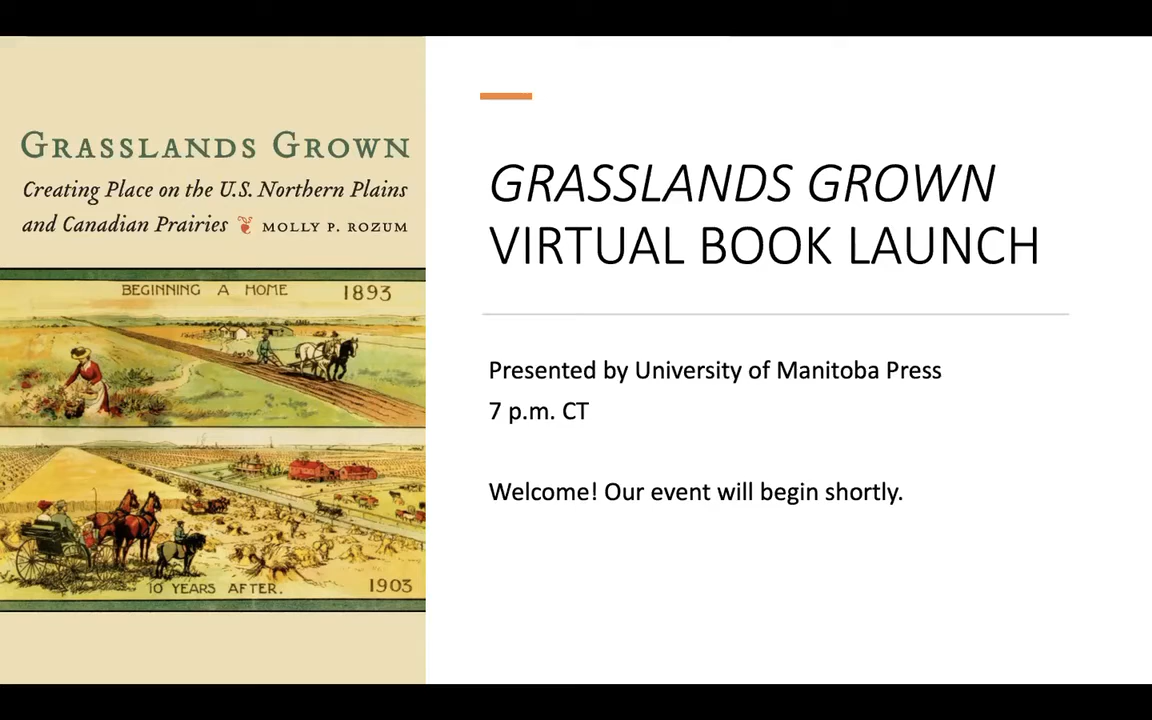 GRASSLANDS GROWN
Creating Place on the U.S. Northern Plains
and Canadian Prairies MOLLY P. ROZUM
BEGINNING A HOME 1893
10 YEARS AFTER. 1903
GRASSLANDS GROWN
VIRTUAL BOOK LAUNCH
Presented by University of Manitoba Press
7 p.m. CT
Welcome! Our event will begin shortly.